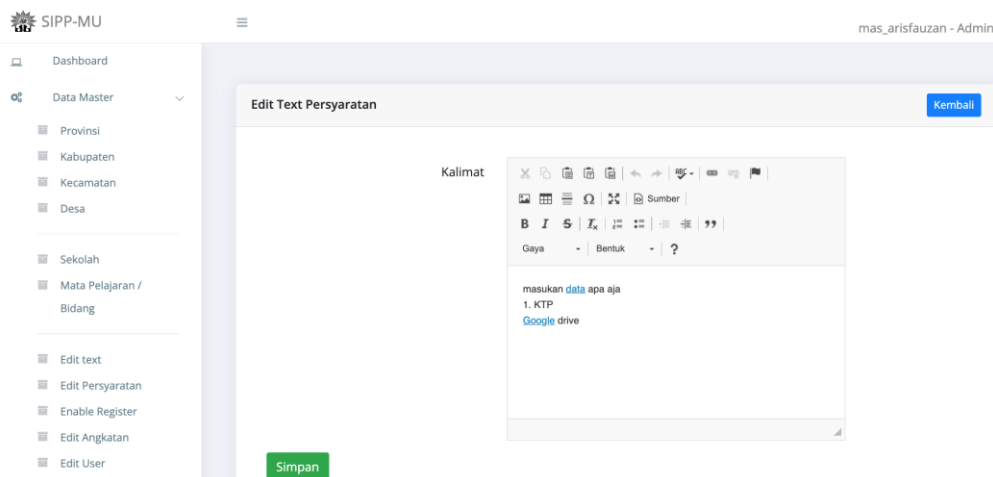 SIPP-MU
mas_arisfauzan - Admin
Dashboard
Data Master
Provinsi
Kabupaten
Kecamatan
Desa
Sekolah
Mata Pelajaran /
Bidang
Edit text
Edit Persyaratan
Enable Register
Edit Angkatan
Edit User
Edit Text Persyaratan
Kembali
Kalimat
Sumber
Gaya
Bentuk
?
masukan data apa aja
1. KTP
Google drive
Simpan